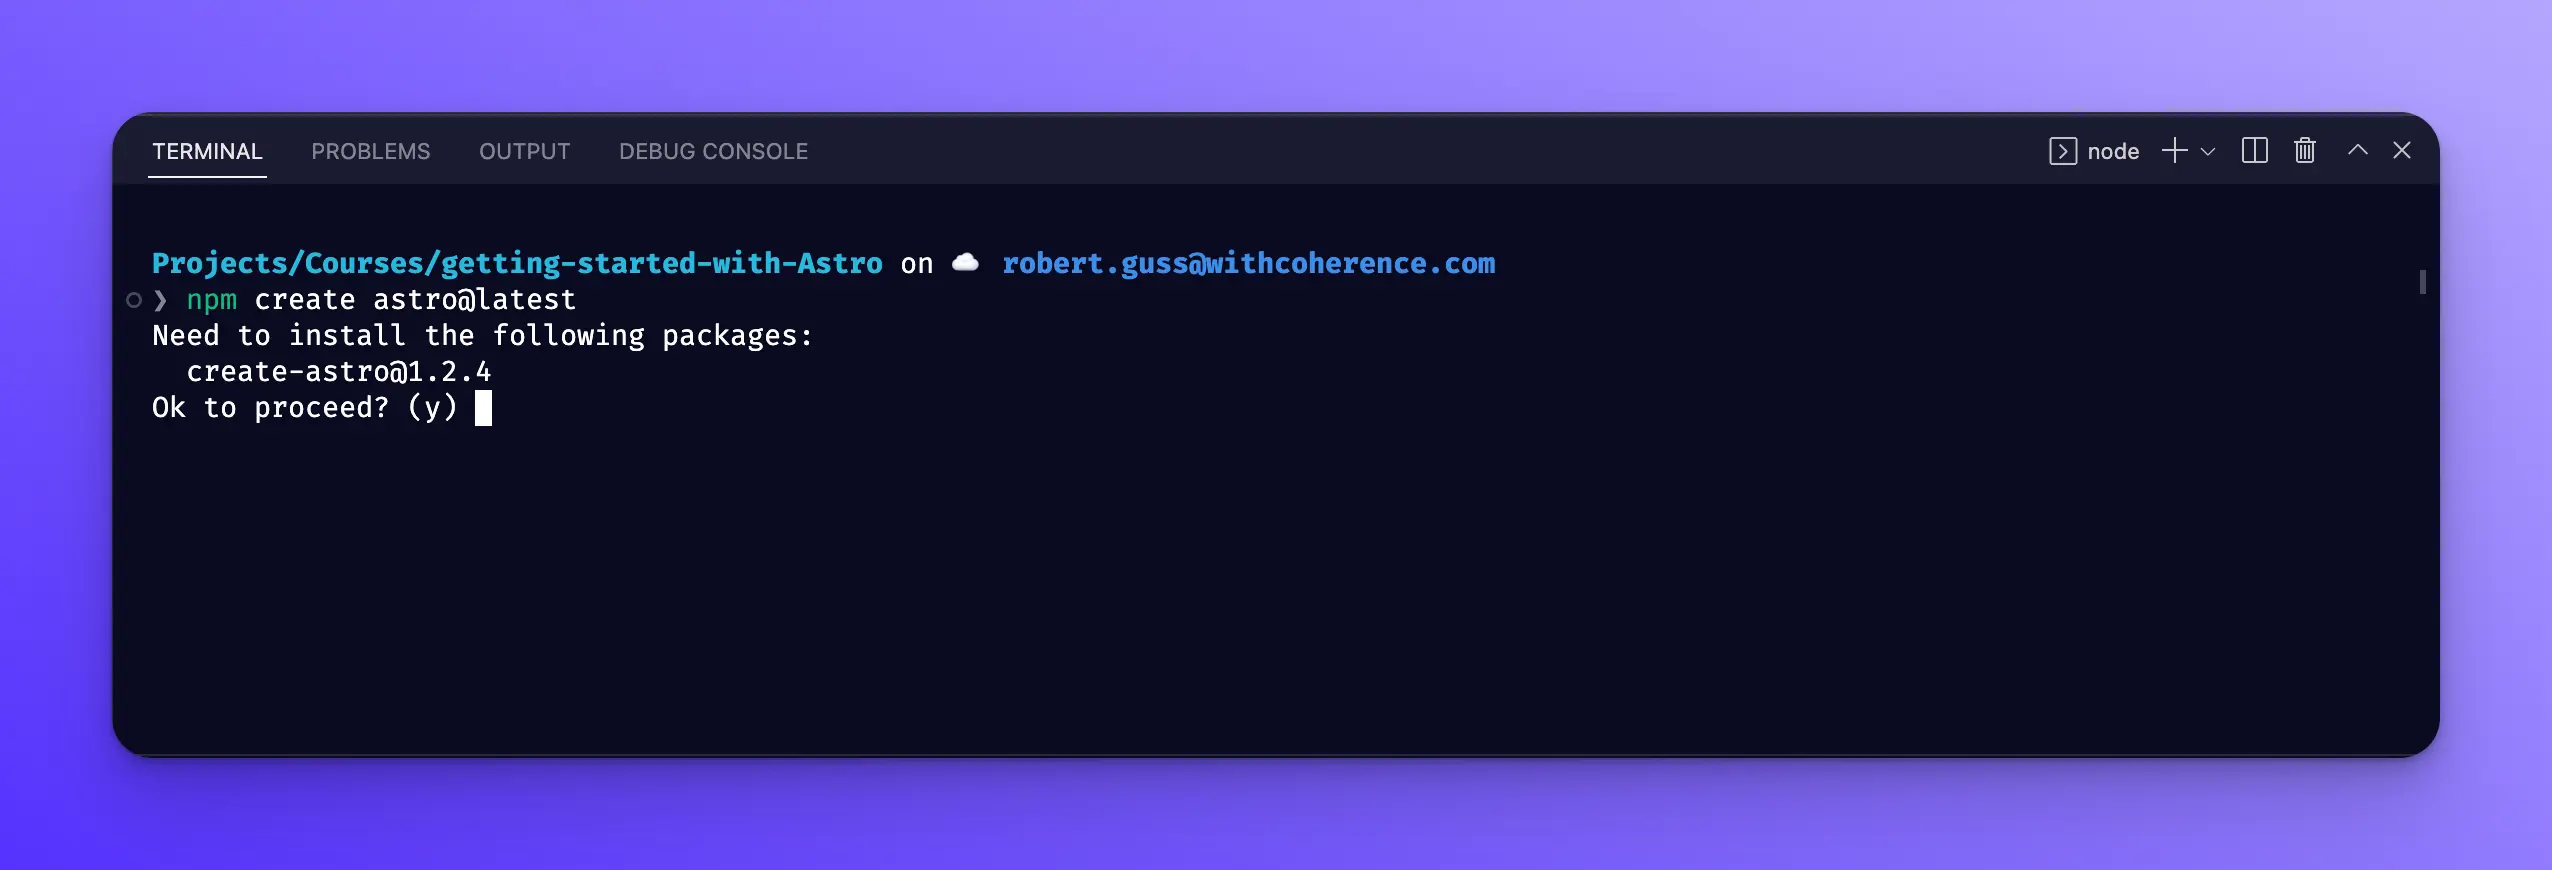 TERMINAL PROBLEMS OUTPUT DEBUG CONSOLE node
Projects/Courses/getting-started-with-Astro on ☁️ robert.guss@withcoherence.com
❯ npm create astro@latest
Need to install the following packages:
  create-astro@1.2.4
Ok to proceed? (y)